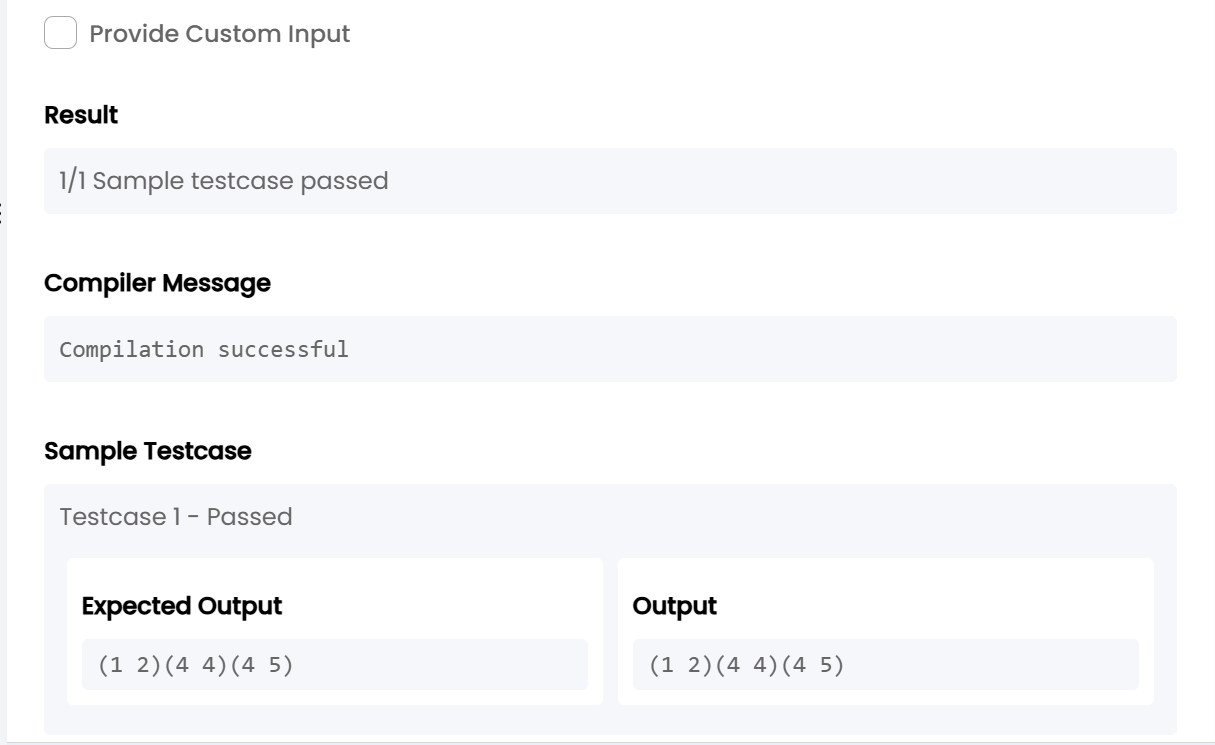 Provide Custom Input
Result
1/1 Sample testcase passed
Compiler Message
Compilation successful
Sample Testcase
Testcase 1 - Passed
Expected Output
(1 2)(4 4)(4 5)
Output
(1 2)(4 4)(4 5)